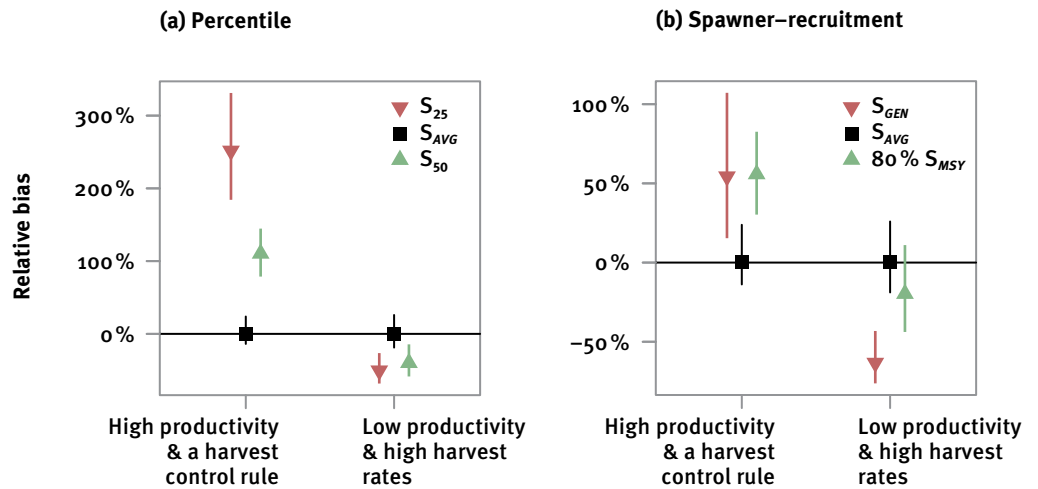 (a) Percentile
(b) Spawner–recruitment
Relative bias
300 %
200 %
100 %
0 %
S25
SAVG
S50
High productivity
& a harvest
control rule
Low productivity
& high harvest
rates
100 %
50 %
0 %
−50 %
SGEN
SAVG
80 % SMSY
High productivity
& a harvest
control rule
Low productivity
& high harvest
rates